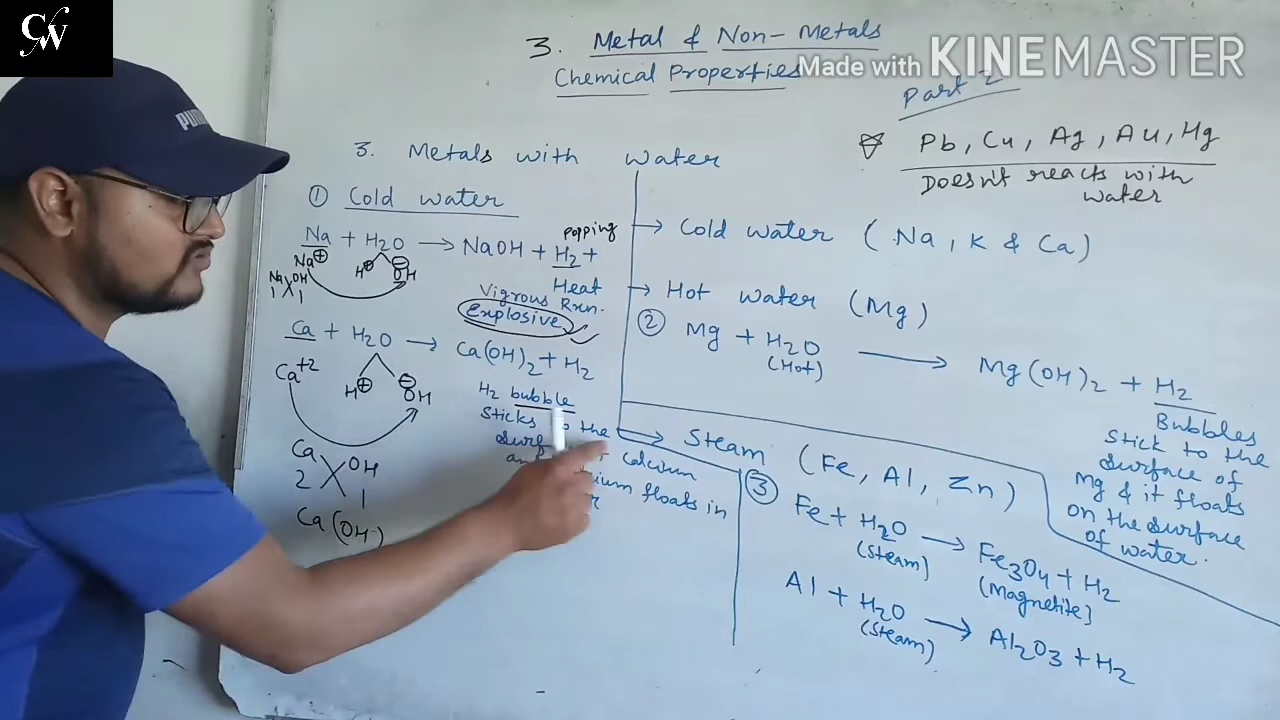 CW
Made with KINEMASTER
PUMA
3. Metal & Non-Metals
Chemical Properties
Part 2
Pb, Cu, Ag, Au, Hg
Doesn't reacts with
water
3. Metals with water
① Cold water
Na + H2O → NaOH + H2 +
popping
Heat
Na⊕
H⊕ ⊖OH
Na OH
1 1
Vigrous Rxn.
explosive
Ca + H2O → Ca(OH)2 + H2
Ca+2
H⊕ ⊖OH
Ca OH
2 1
Ca(OH)
H2 bubble
Sticks to the
Calcium
floats in
→ Cold water (Na, K & Ca)
→ Hot water (Mg)
② Mg + H2O → Mg(OH)2 + H2
(Hot)
Bubbles
Stick to the
surface of
Mg & it floats
on the surface
of water.
→ Steam (Fe, Al, Zn)
③ Fe + H2O → Fe3O4 + H2
(Steam) (Magnetite)
Al + H2O → Al2O3 + H2
(Steam)